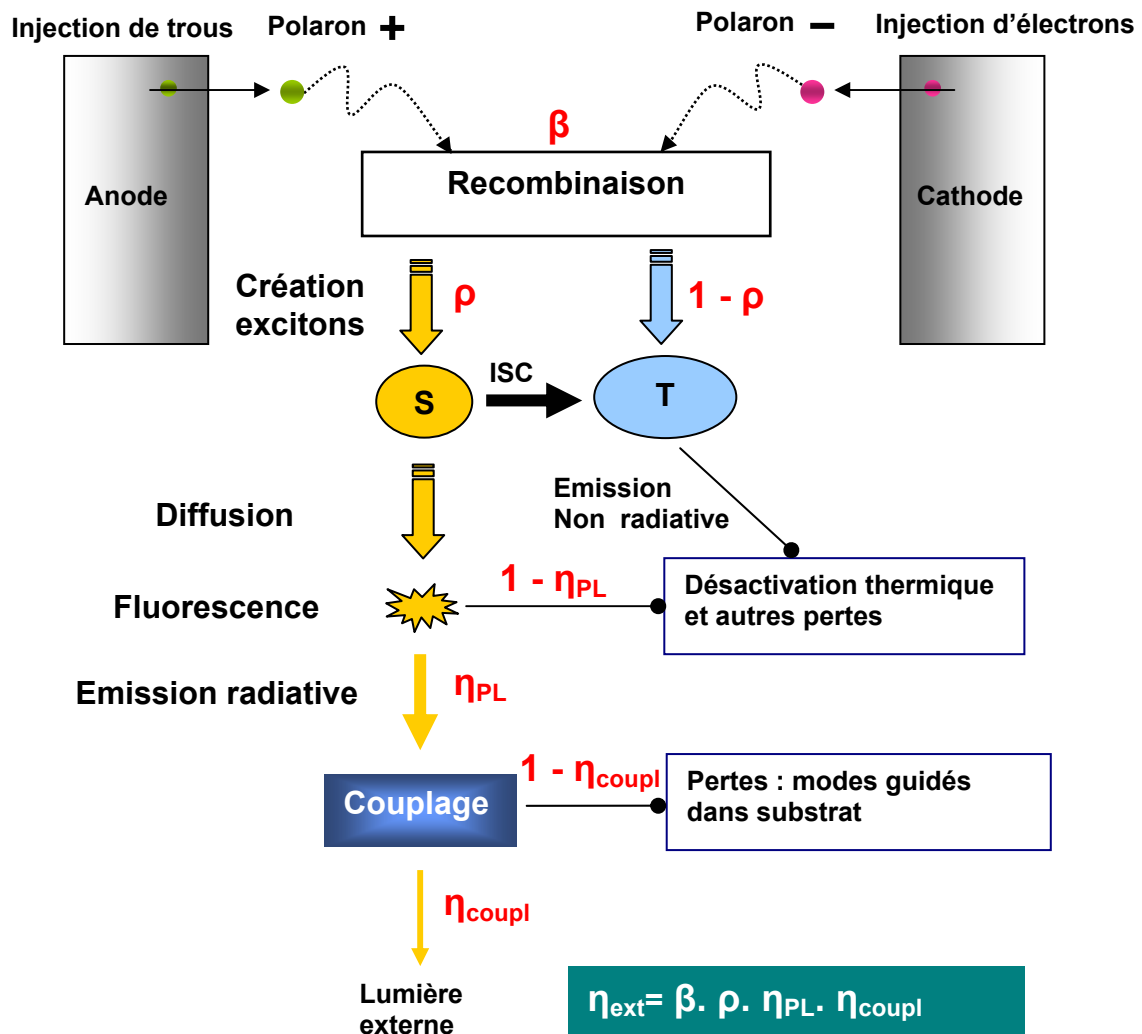 Injection de trous
Polaron +
Polaron −
Injection d’électrons
β
Recombinaison
Anode
Cathode
Création
excitons
ρ
1 - ρ
ISC
S
T
Emission
Non radiative
Diffusion
1 - ηPL
Désactivation thermique
et autres pertes
Fluorescence
Emission radiative
ηPL
1 - ηcoupl
Pertes : modes guidés
dans substrat
Couplage
ηcoupl
Lumière
externe
ηext= β. ρ. ηPL. ηcoupl